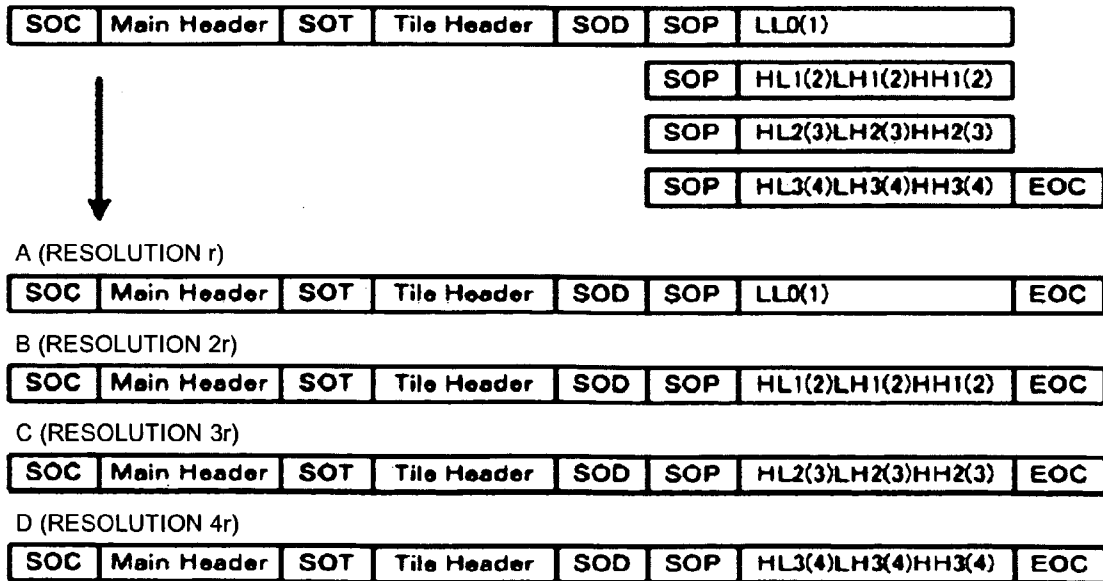 SOC Main Header SOT Tile Header SOD SOP LL0(1)
SOP HL1(2)LH1(2)HH1(2)
SOP HL2(3)LH2(3)HH2(3)
SOP HL3(4)LH3(4)HH3(4) EOC
A (RESOLUTION r)
SOC Main Header SOT Tile Header SOD SOP LL0(1) EOC
B (RESOLUTION 2r)
SOC Main Header SOT Tile Header SOD SOP HL1(2)LH1(2)HH1(2) EOC
C (RESOLUTION 3r)
SOC Main Header SOT Tile Header SOD SOP HL2(3)LH2(3)HH2(3) EOC
D (RESOLUTION 4r)
SOC Main Header SOT Tile Header SOD SOP HL3(4)LH3(4)HH3(4) EOC